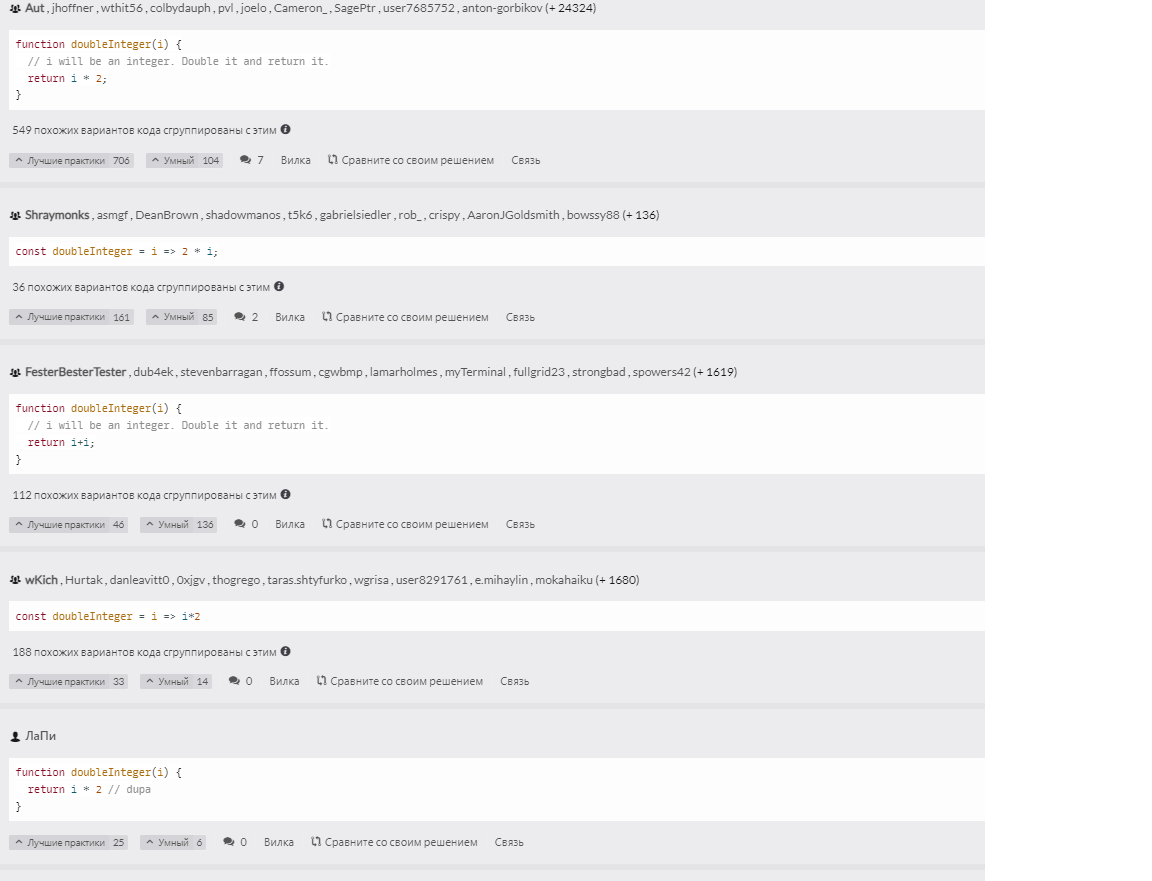 Aut , jhoffner , wthit56 , colbydauph , pvl , joelo , Cameron_ , SagePtr , user7685752 , anton-gorbikov (+ 24324)
function doubleInteger(i) {
// i will be an integer. Double it and return it.
return i * 2;
}
549 похожих вариантов кода сгруппированы с этим
Лучшие практики 706 Умный 104 7 Вилка Сравните со своим решением Связь
Shraymonks , asmgf , DeanBrown , shadowmanos , t5k6 , gabrielsiedler , rob_ , crispy , AaronJGoldsmith , bowssy88 (+ 136)
const doubleInteger = i => 2 * i;
36 похожих вариантов кода сгруппированы с этим
Лучшие практики 161 Умный 85 2 Вилка Сравните со своим решением Связь
FesterBesterTester , dub4ek , stevenbarragan , ffossum , cgwbmp , lamarholmes , myTerminal , fullgrid23 , strongbad , spowers42 (+ 1619)
function doubleInteger(i) {
// i will be an integer. Double it and return it.
return i+i;
}
112 похожих вариантов кода сгруппированы с этим
Лучшие практики 46 Умный 136 0 Вилка Сравните со своим решением Связь
wKich , Hurtak , danleavitt0 , 0xjgv , thogrego , taras.shtyfurko , wgrisa , user8291761 , e.mihaylin , mokahaiku (+ 1680)
const doubleInteger = i => i*2
188 похожих вариантов кода сгруппированы с этим
Лучшие практики 33 Умный 14 0 Вилка Сравните со своим решением Связь
ЛаПи
function doubleInteger(i) {
return i * 2 // dupa
}
Лучшие практики 25 Умный 6 0 Вилка Сравните со своим решением Связь